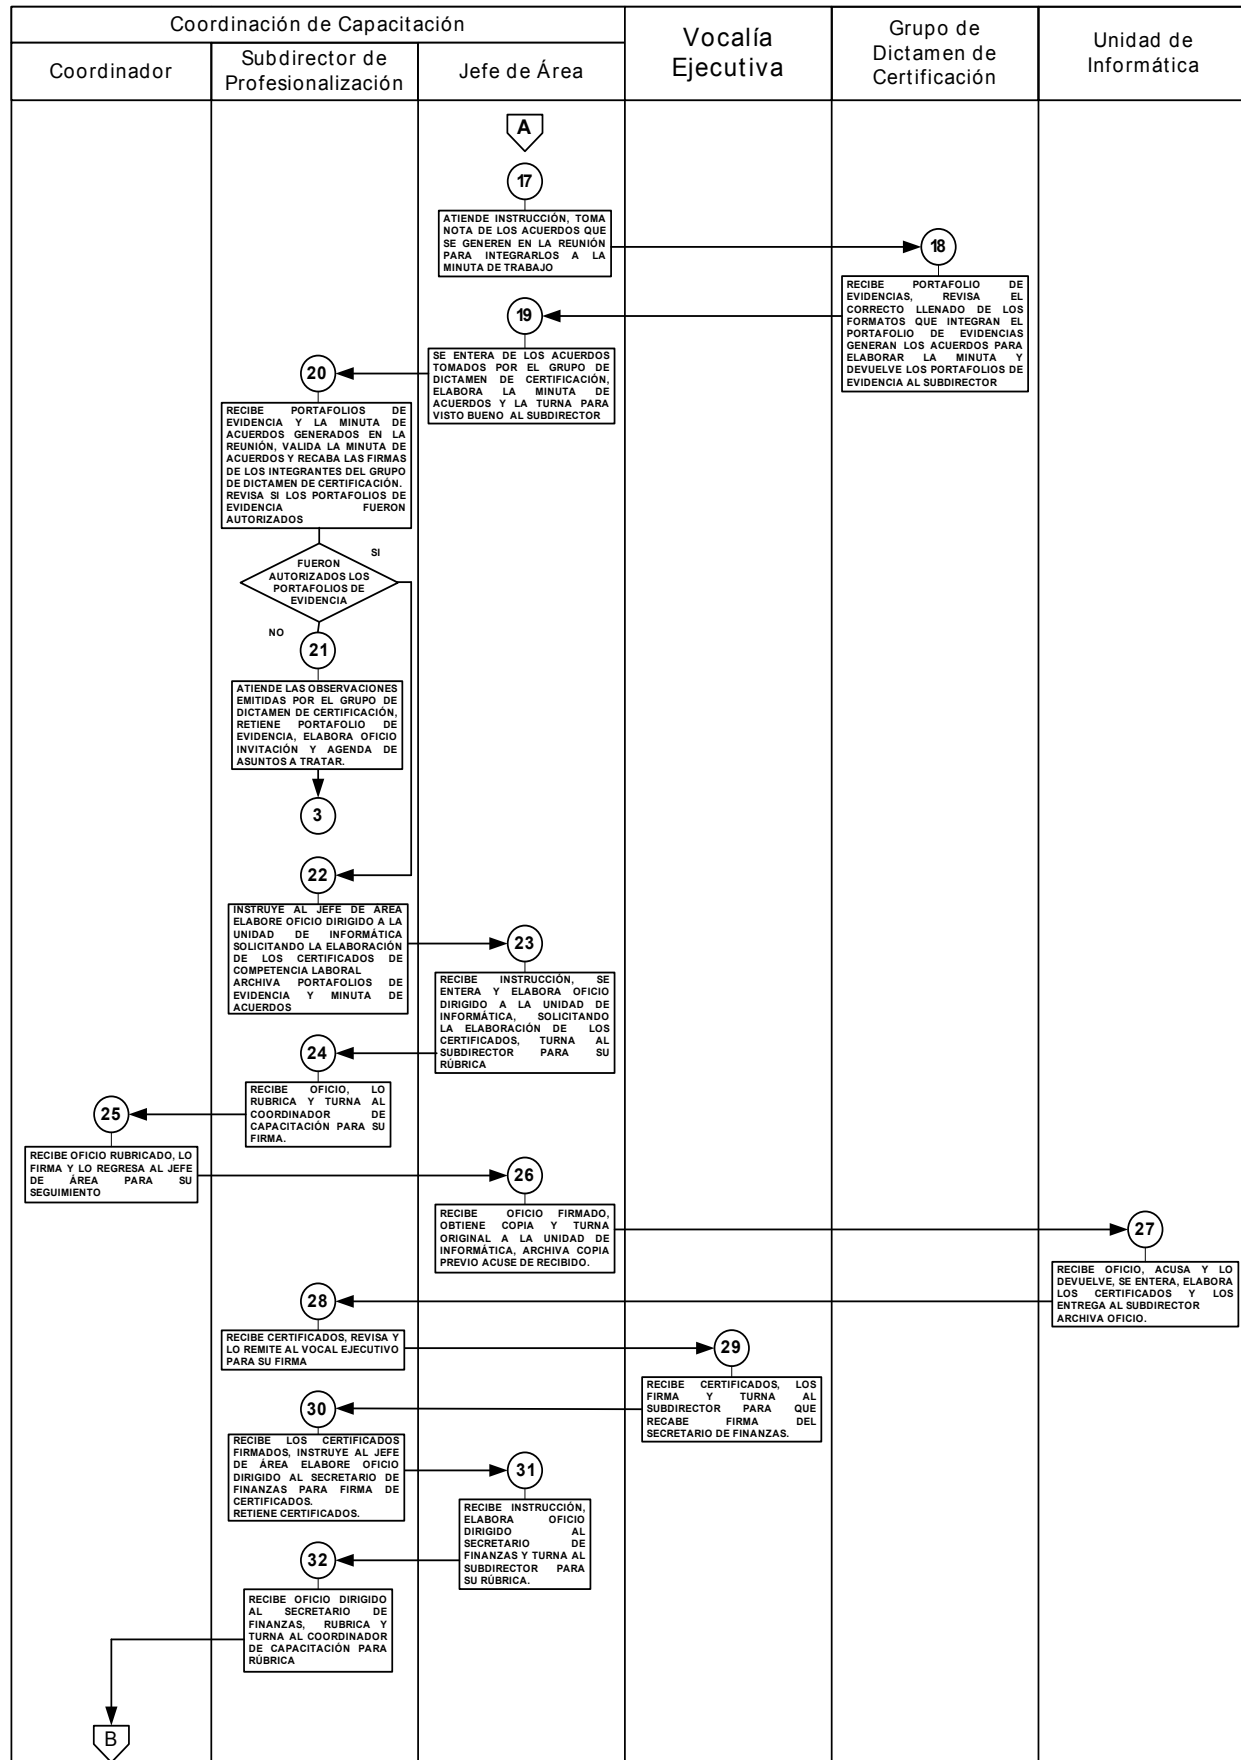 Coordinación de Capacitación
Coordinador
Subdirector de
Profesionalización
Jefe de Área
Vocalía
Ejecutiva
Grupo de
Dictamen de
Certificación
Unidad de
Informática
A
17
ATIENDE INSTRUCCIÓN, TOMA
NOTA DE LOS ACUERDOS QUE
SE GENEREN EN LA REUNIÓN
PARA INTEGRARLOS A LA
MINUTA DE TRABAJO
18
RECIBE PORTAFOLIO DE
EVIDENCIAS, REVISA EL
CORRECTO LLENADO DE LOS
FORMATOS QUE INTEGRAN EL
PORTAFOLIO DE EVIDENCIAS
GENERAN LOS ACUERDOS PARA
ELABORAR LA MINUTA Y
DEVUELVE LOS PORTAFOLIOS DE
EVIDENCIA AL SUBDIRECTOR
19
SE ENTERA DE LOS ACUERDOS
TOMADOS POR EL GRUPO DE
DICTAMEN DE CERTIFICACIÓN,
ELABORA LA MINUTA DE
ACUERDOS Y LA TURNA PARA
VISTO BUENO AL SUBDIRECTOR
20
RECIBE PORTAFOLIOS DE
EVIDENCIA Y LA MINUTA DE
ACUERDOS GENERADOS EN LA
REUNIÓN, VALIDA LA MINUTA DE
ACUERDOS Y RECABA LAS FIRMAS
DE LOS INTEGRANTES DEL GRUPO
DE DICTAMEN DE CERTIFICACIÓN.
REVISA SI LOS PORTAFOLIOS DE
EVIDENCIA FUERON
AUTORIZADOS
SI
FUERON
AUTORIZADOS LOS
PORTAFOLIOS DE
EVIDENCIA
NO
21
ATIENDE LAS OBSERVACIONES
EMITIDAS POR EL GRUPO DE
DICTAMEN DE CERTIFICACIÓN,
RETIENE PORTAFOLIO DE
EVIDENCIA, ELABORA OFICIO
INVITACIÓN Y AGENDA DE
ASUNTOS A TRATAR.
3
22
INSTRUYE AL JEFE DE AREA
ELABORE OFICIO DIRIGIDO A LA
UNIDAD DE INFORMÁTICA
SOLICITANDO LA ELABORACIÓN
DE LOS CERTIFICADOS DE
COMPETENCIA LABORAL
ARCHIVA PORTAFOLIOS DE
EVIDENCIA Y MINUTA DE
ACUERDOS
23
RECIBE INSTRUCCIÓN, SE
ENTERA Y ELABORA OFICIO
DIRIGIDO A LA UNIDAD DE
INFORMÁTICA, SOLICITANDO
LA ELABORACIÓN DE LOS
CERTIFICADOS, TURNA AL
SUBDIRECTOR PARA SU
RÚBRICA
24
RECIBE OFICIO, LO
RUBRICA Y TURNA AL
COORDINADOR DE
CAPACITACIÓN PARA SU
FIRMA.
25
RECIBE OFICIO RUBRICADO, LO
FIRMA Y LO REGRESA AL JEFE
DE ÁREA PARA SU
SEGUIMIENTO
26
RECIBE OFICIO FIRMADO,
OBTIENE COPIA Y TURNA
ORIGINAL A LA UNIDAD DE
INFORMÁTICA, ARCHIVA COPIA
PREVIO ACUSE DE RECIBIDO.
27
RECIBE OFICIO, ACUSA Y LO
DEVUELVE, SE ENTERA, ELABORA
LOS CERTIFICADOS Y LOS
ENTREGA AL SUBDIRECTOR
ARCHIVA OFICIO.
28
RECIBE CERTIFICADOS, REVISA Y
LO REMITE AL VOCAL EJECUTIVO
PARA SU FIRMA
29
RECIBE CERTIFICADOS, LOS
FIRMA Y TURNA AL
SUBDIRECTOR PARA QUE
RECABE FIRMA DEL
SECRETARIO DE FINANZAS.
30
RECIBE LOS CERTIFICADOS
FIRMADOS, INSTRUYE AL JEFE
DE ÁREA ELABORE OFICIO
DIRIGIDO AL SECRETARIO DE
FINANZAS PARA FIRMA DE
CERTIFICADOS.
RETIENE CERTIFICADOS.
31
RECIBE INSTRUCCIÓN,
ELABORA OFICIO
DIRIGIDO AL
SECRETARIO DE
FINANZAS Y TURNA AL
SUBDIRECTOR PARA
SU RÚBRICA.
32
RECIBE OFICIO DIRIGIDO
AL SECRETARIO DE
FINANZAS, RUBRICA Y
TURNA AL COORDINADOR
DE CAPACITACIÓN PARA
RÚBRICA
B